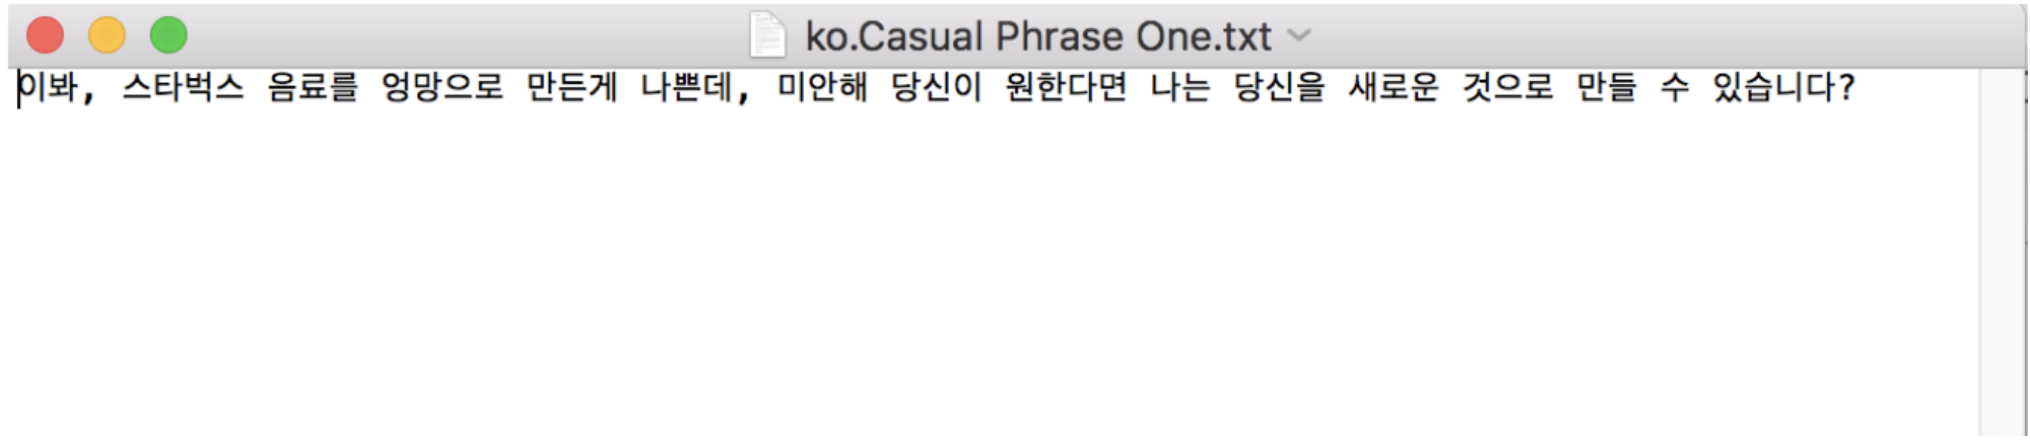 ko.Casual Phrase One.txt
이봐, 스타벅스 음료를 엉망으로 만든게 나쁜데, 미안해 당신이 원한다면 나는 당신을 새로운 것으로 만들 수 있습니다?